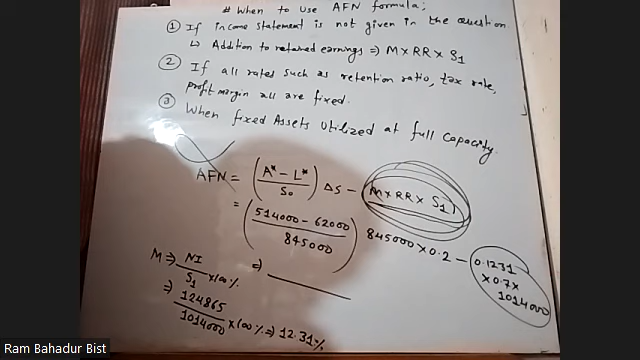 # When to use AFN formula;
① If income statement is not given in the question
↳ Addition to retained earnings => M×RR×S1
② If all rates such as retention ratio, tax rate,
profit margin all are fixed.
③ When fixed Assets utilized at full capacity.
AFN = (A* - L* / S0) ΔS - (M×RR×S1)
= (514000 - 62000 / 845000) 845000×0.2 - 0.1231 ×0.7× 1014000
M => NI / S1 ×100% =>
=> 124865 / 1014000 ×100% => 12.31%
Ram Bahadur Bist